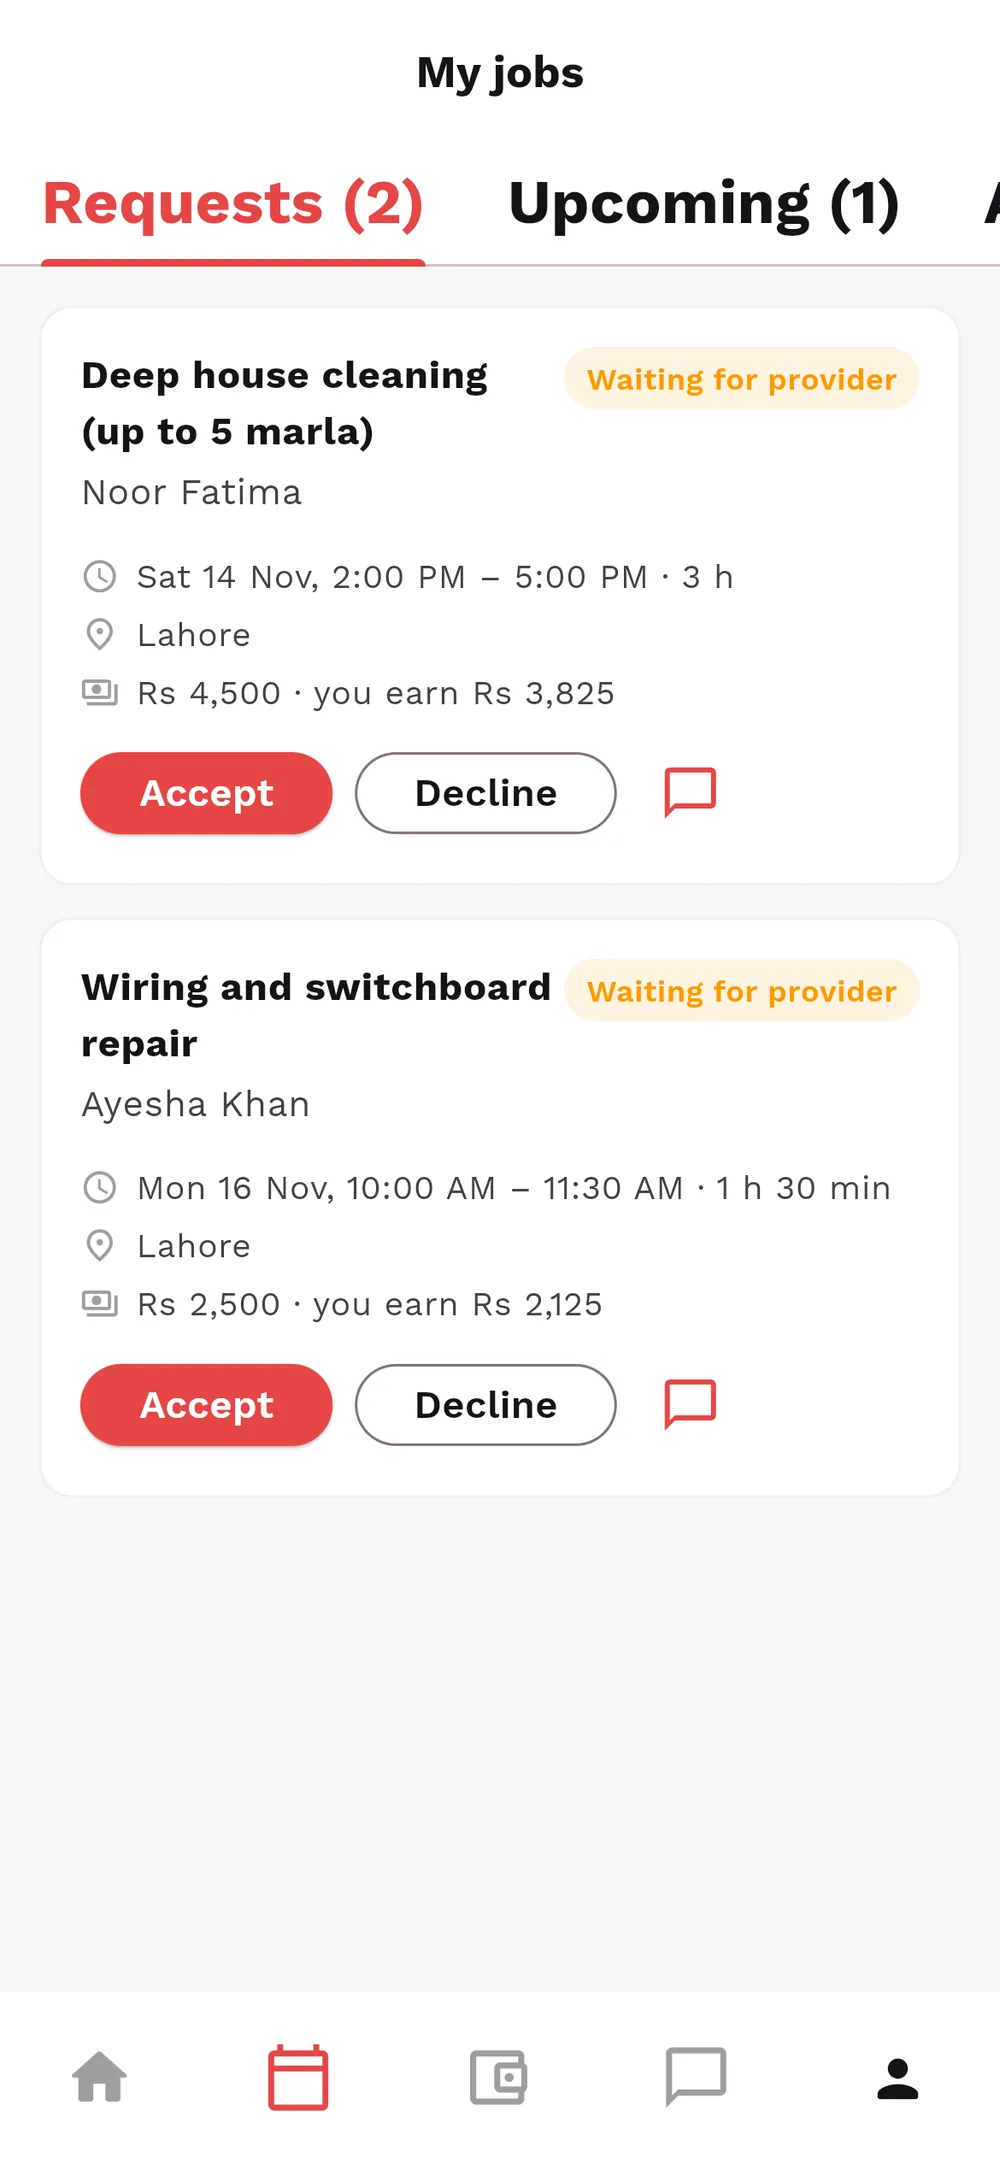 My jobs
Requests (2) Upcoming (1) A
Deep house cleaning Waiting for provider
(up to 5 marla)
Noor Fatima
Sat 14 Nov, 2:00 PM – 5:00 PM · 3 h
Lahore
Rs 4,500 · you earn Rs 3,825
Accept Decline
Wiring and switchboard Waiting for provider
repair
Ayesha Khan
Mon 16 Nov, 10:00 AM – 11:30 AM · 1 h 30 min
Lahore
Rs 2,500 · you earn Rs 2,125
Accept Decline